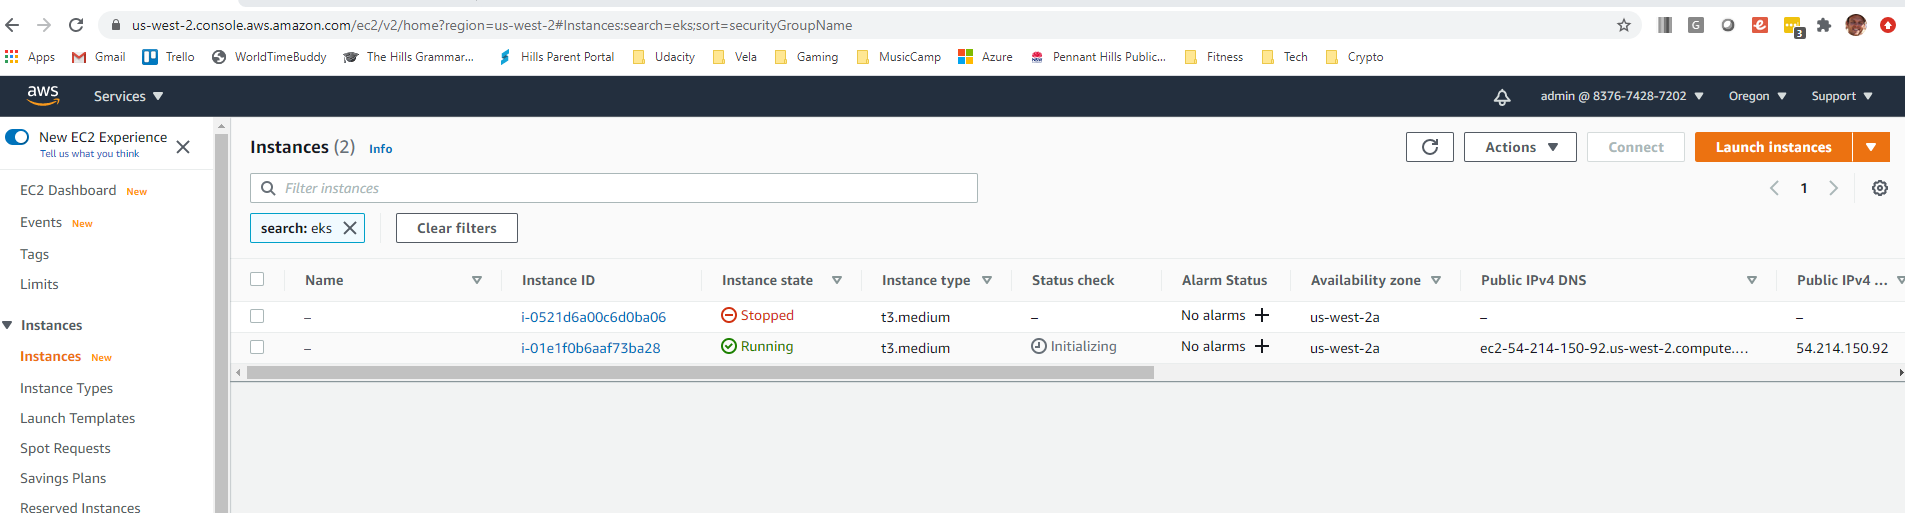 us-west-2.console.aws.amazon.com/ec2/v2/home?region=us-west-2#Instances:search=eks;sort=securityGroupName
G
3
Apps Gmail Trello WorldTimeBuddy The Hills Grammar... Hills Parent Portal Udacity Vela Gaming MusicCamp Azure Pennant Hills Public... Fitness Tech Crypto
aws Services admin @ 8376-7428-7202 Oregon Support
New EC2 Experience
Tell us what you think
EC2 Dashboard New
Events New
Tags
Limits
Instances
Instances New
Instance Types
Launch Templates
Spot Requests
Savings Plans
Reserved Instances
Instances (2) Info Actions Connect Launch instances
Filter instances 1
search: eks Clear filters
Name Instance ID Instance state Instance type Status check Alarm Status Availability zone Public IPv4 DNS Public IPv4 ...
– i-0521d6a00c6d0ba06 Stopped t3.medium – No alarms + us-west-2a – –
– i-01e1f0b6aaf73ba28 Running t3.medium Initializing No alarms + us-west-2a ec2-54-214-150-92.us-west-2.compute.... 54.214.150.92